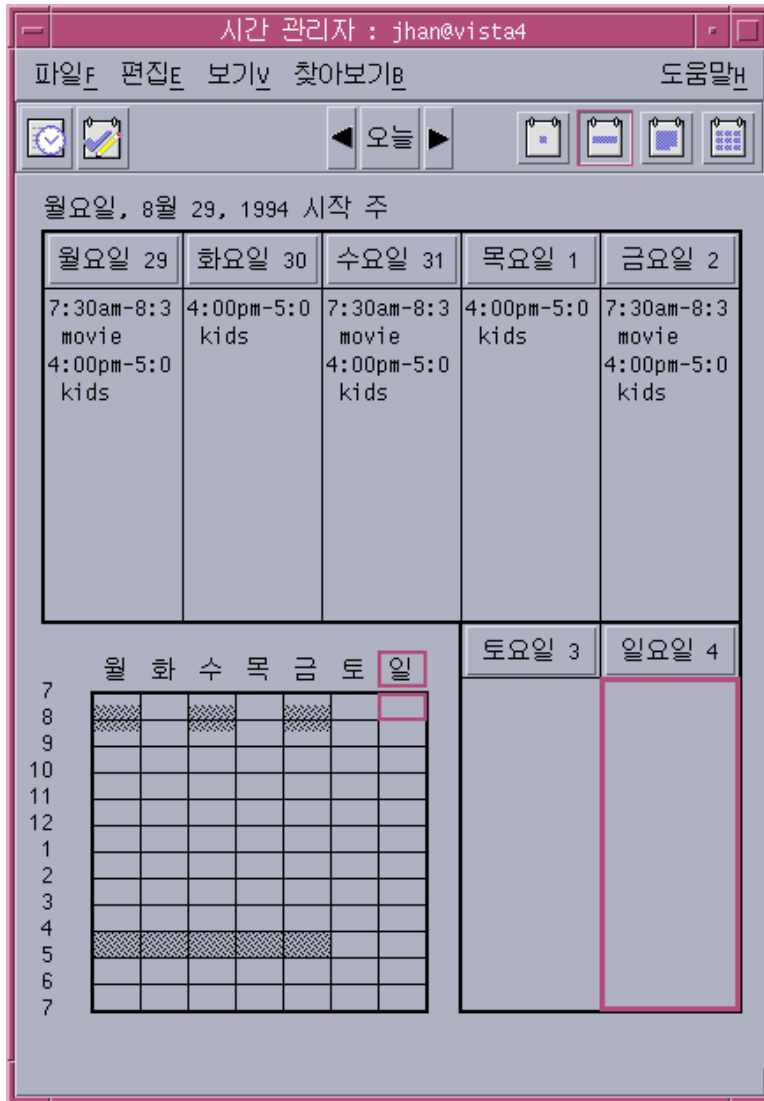 시간 관리자 : jhan@vista4
파일F 편집E 보기V 찾아보기B 도움말H
오늘
월요일, 8월 29, 1994 시작 주
월요일 29 화요일 30 수요일 31 목요일 1 금요일 2
7:30am-8:3 4:00pm-5:0 7:30am-8:3 4:00pm-5:0 7:30am-8:3
movie kids movie kids movie
4:00pm-5:0 4:00pm-5:0 4:00pm-5:0
kids kids kids
토요일 3 일요일 4
월 화 수 목 금 토 일
7
8
9
10
11
12
1
2
3
4
5
6
7